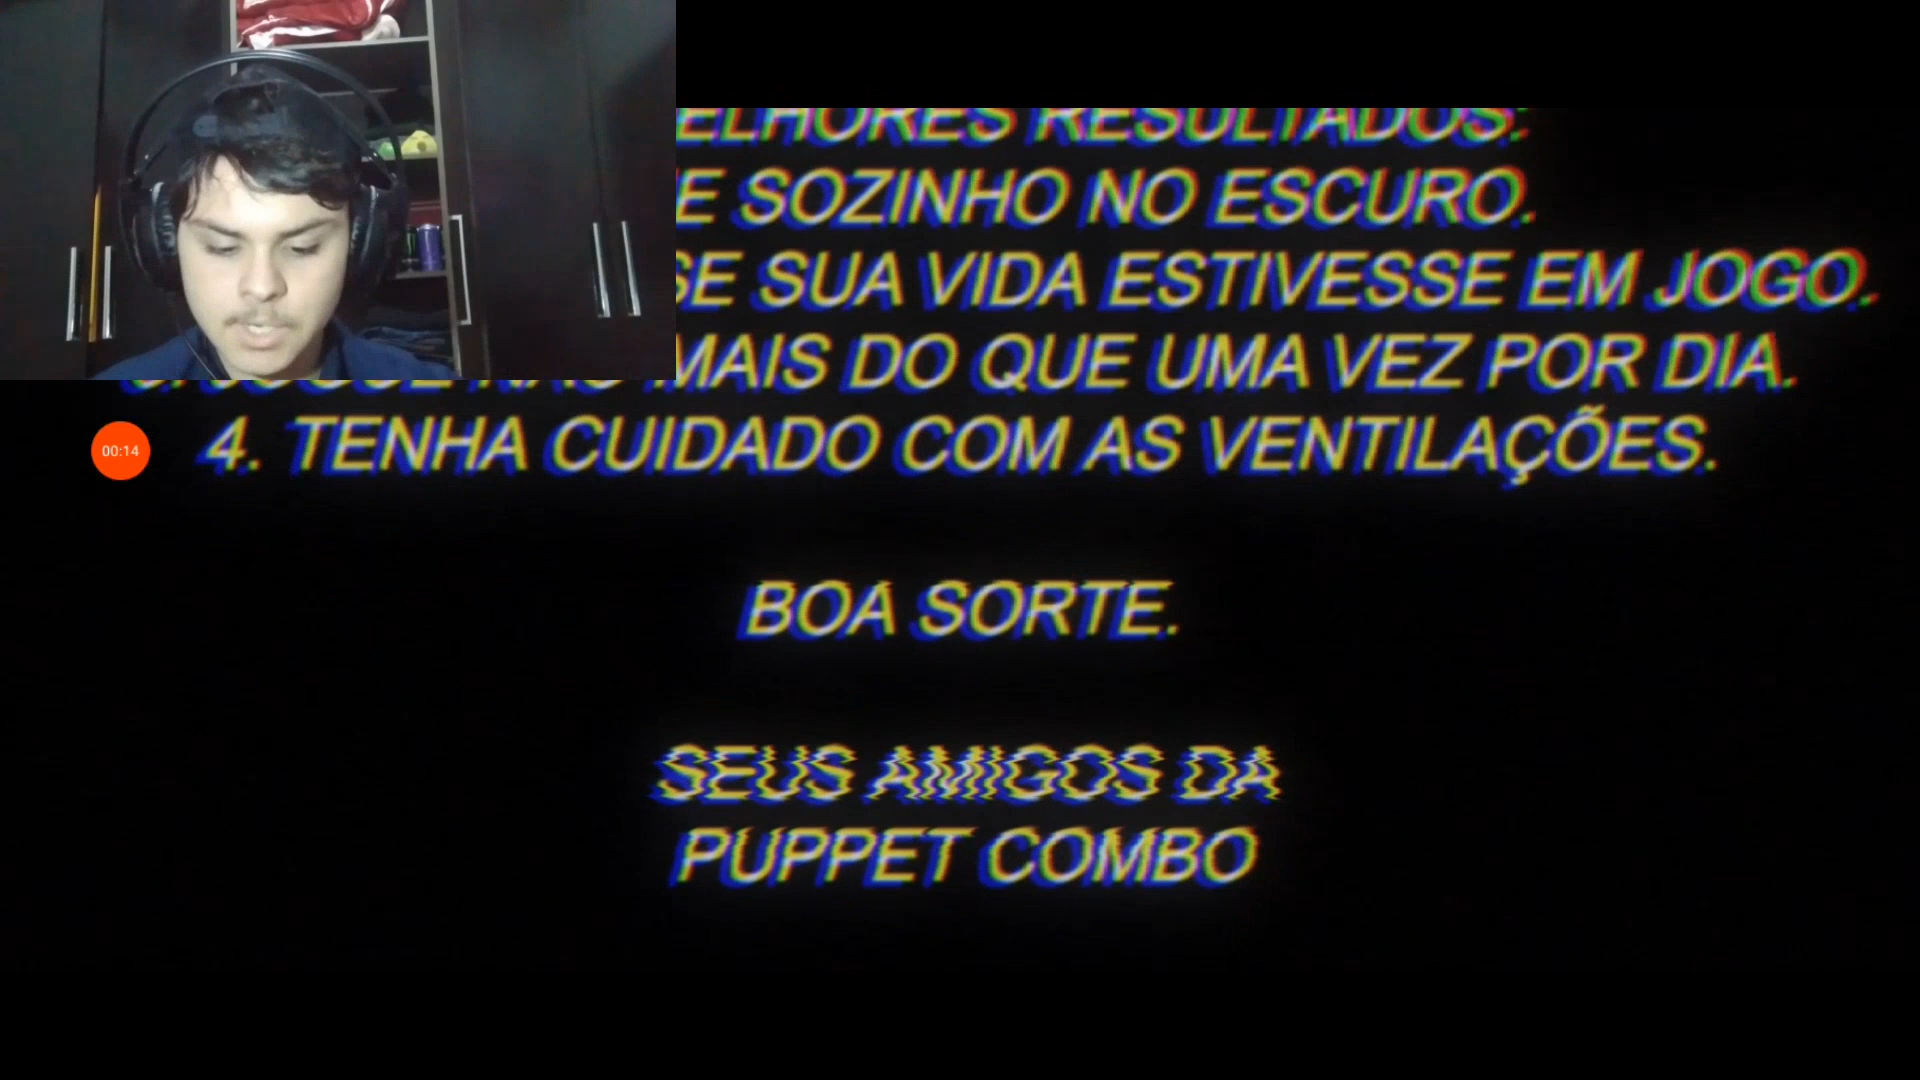 RESULTADOS:
E SOZINHO NO ESCURO.
SE SUA VIDA ESTIVESSE EM JOGO.
MAIS DO QUE UMA VEZ POR DIA.
00:14
4. TENHA CUIDADO COM AS VENTILAÇÕES.
BOA SORTE.
SEUS AMIGOS DA
PUPPET COMBO